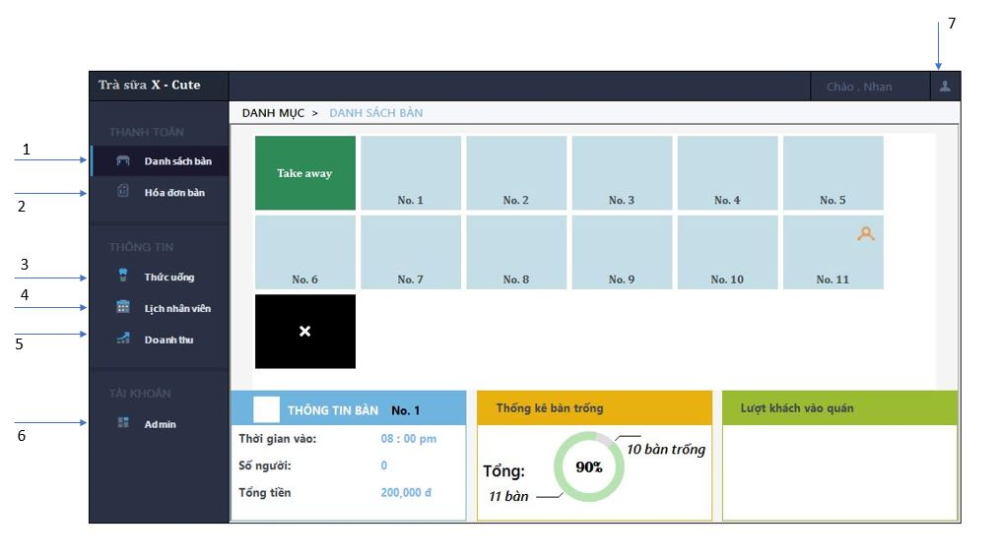 7
Trà sữa X - Cute
Chào . Nhan
DANH MỤC > DANH SÁCH BÀN
THANH TOÁN
1
Danh sách bàn
2
Hóa đơn bàn
THÔNG TIN
3
Thức uống
4
Lịch nhân viên
5
Doanh thu
TÀI KHOẢN
6
Admin
Take away
No. 1
No. 2
No. 3
No. 4
No. 5
No. 6
No. 7
No. 8
No. 9
No. 10
No. 11
THÔNG TIN BÀN No. 1
Thời gian vào: 08 : 00 pm
Số người: 0
Tổng tiền 200,000 đ
Thống kê bàn trống
10 bàn trống
Tổng: 90%
11 bàn
Lượt khách vào quán